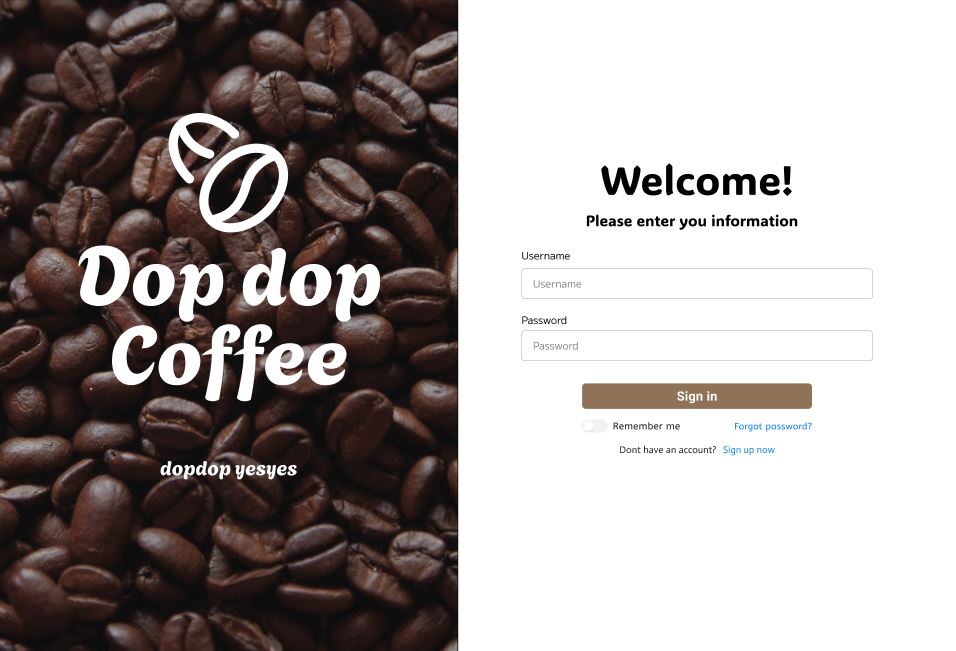 Dop dop
Coffee
dopdop yesyes
Welcome!
Please enter you information
Username
Username
Password
Password
Sign in
Remember me
Forgot password?
Dont have an account? Sign up now